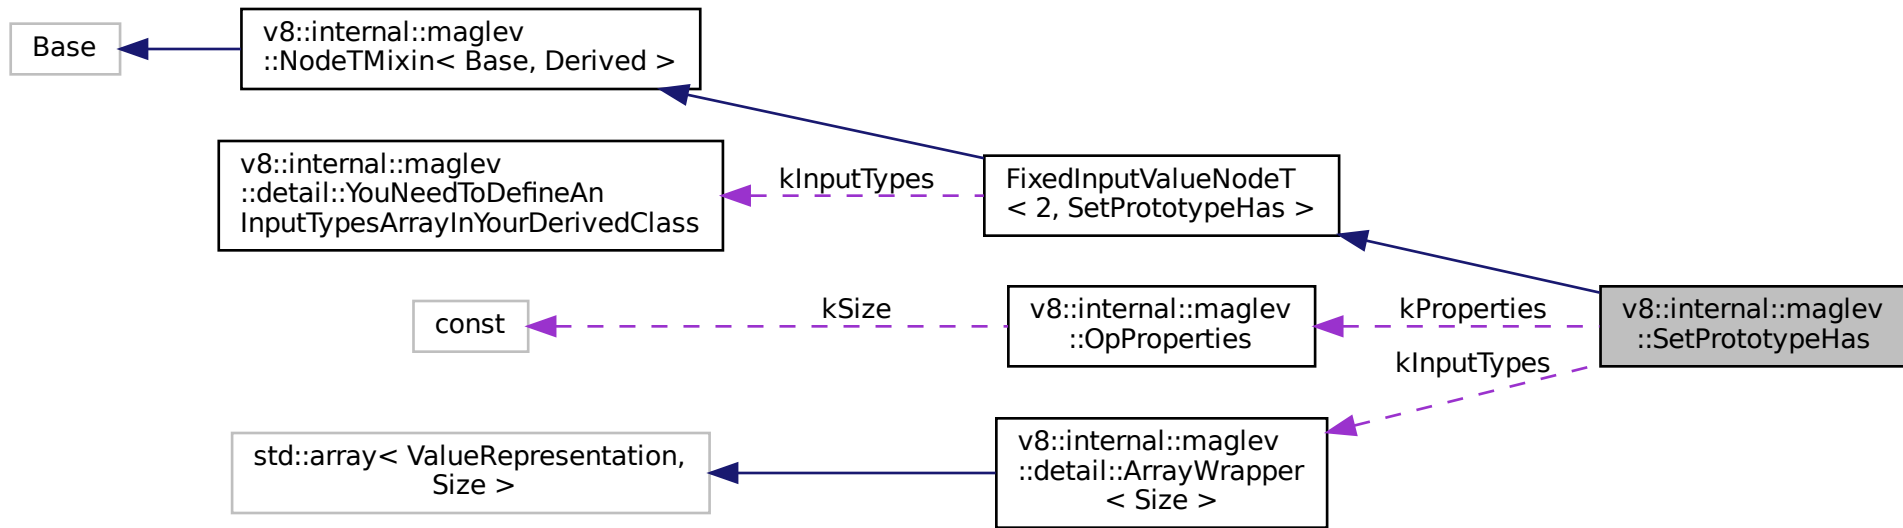 Base
v8::internal::maglev
::NodeTMixin< Base, Derived >
v8::internal::maglev
::detail::YouNeedToDefineAn
InputTypesArrayInYourDerivedClass
kInputTypes
FixedInputValueNodeT
< 2, SetPrototypeHas >
const
kSize
v8::internal::maglev
::OpProperties
kProperties
v8::internal::maglev
::SetPrototypeHas
kInputTypes
std::array< ValueRepresentation,
Size >
v8::internal::maglev
::detail::ArrayWrapper
< Size >